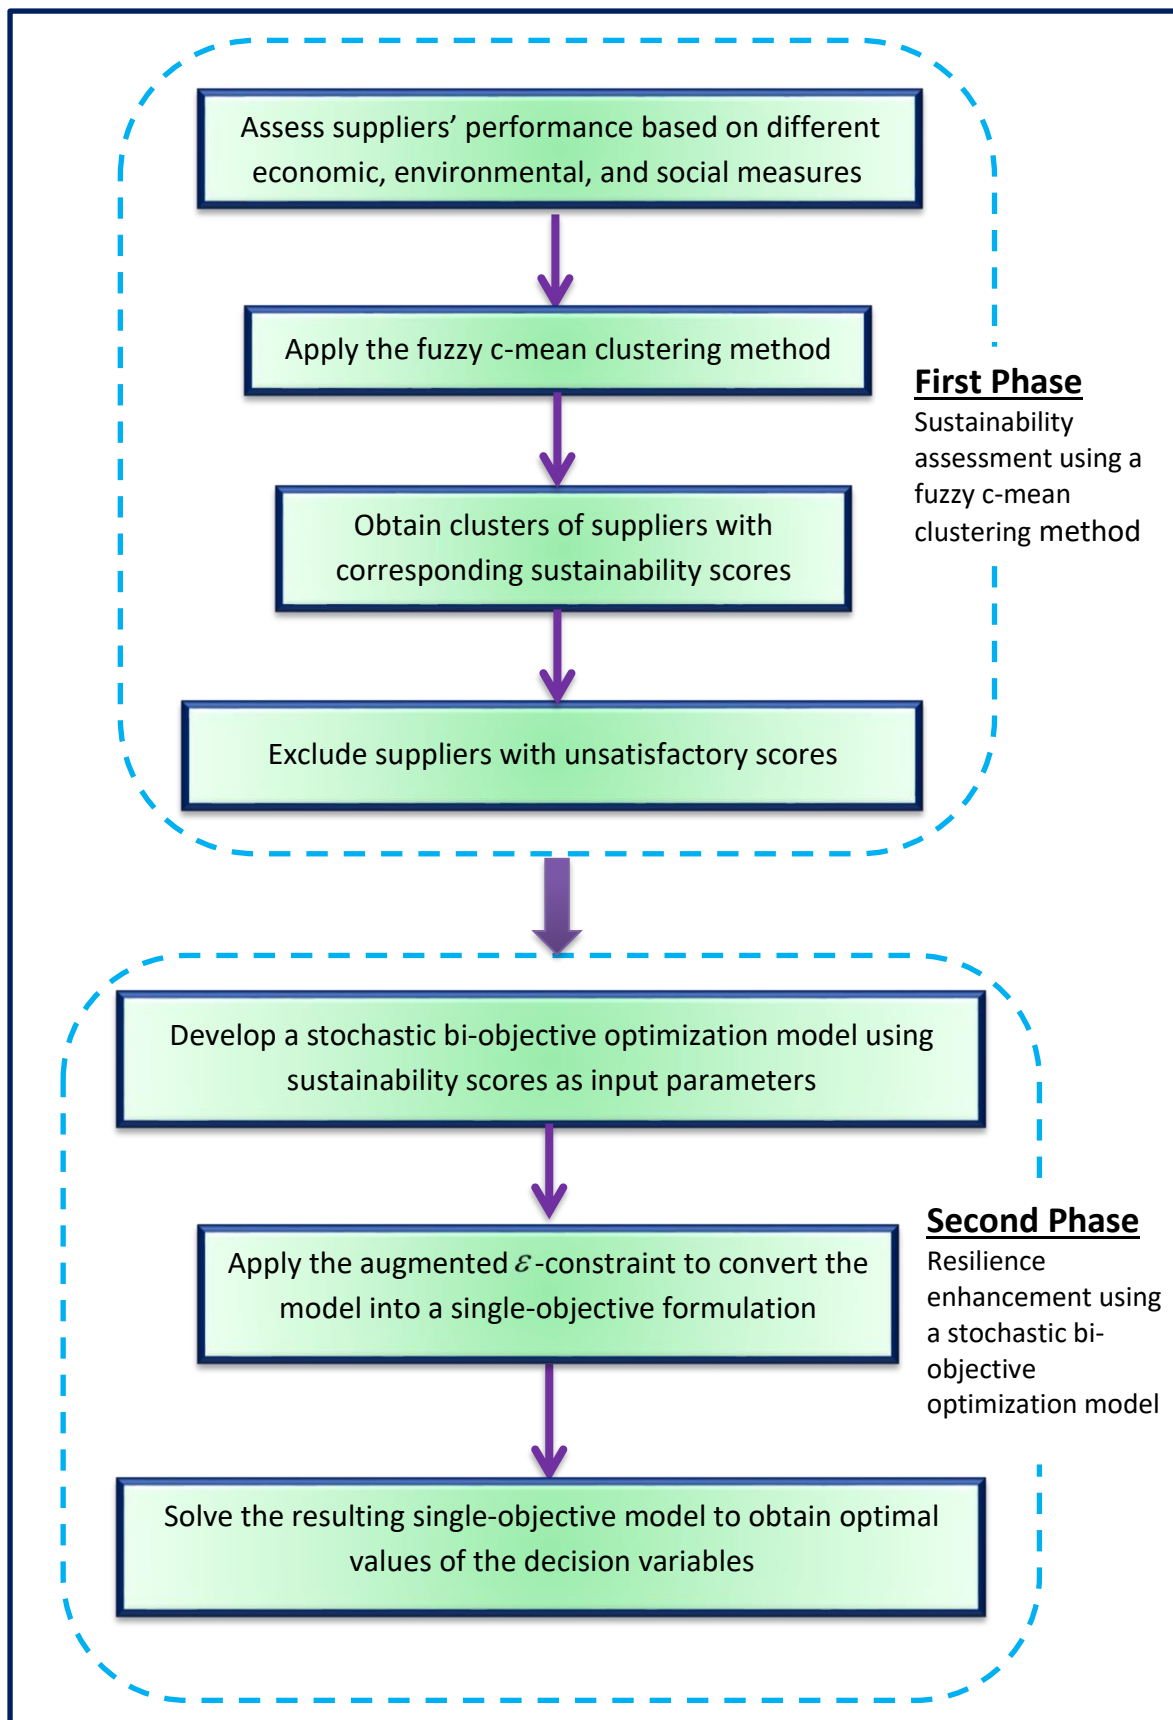 Assess suppliers’ performance based on different
economic, environmental, and social measures
Apply the fuzzy c-mean clustering method
Obtain clusters of suppliers with
corresponding sustainability scores
Exclude suppliers with unsatisfactory scores
First Phase
Sustainability
assessment using a
fuzzy c-mean
clustering method
Develop a stochastic bi-objective optimization model using
sustainability scores as input parameters
Apply the augmented ε-constraint to convert the
model into a single-objective formulation
Solve the resulting single-objective model to obtain optimal
values of the decision variables
Second Phase
Resilience
enhancement using
a stochastic bi-
objective
optimization model